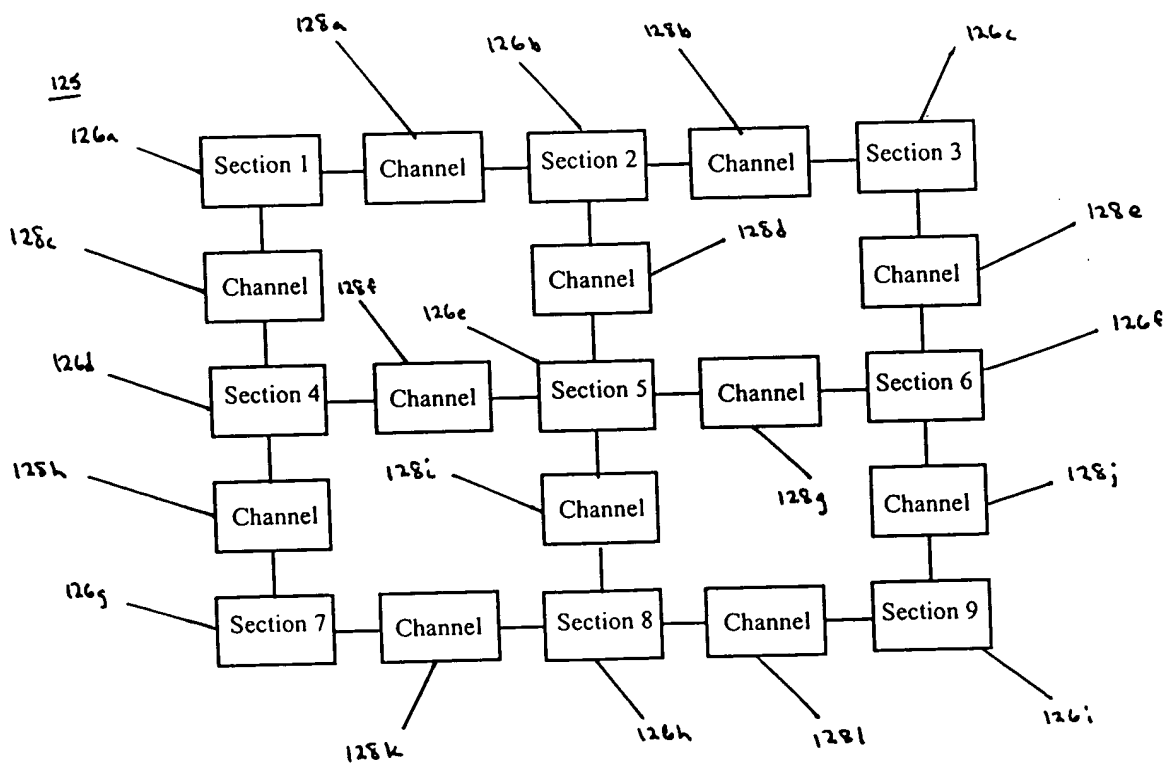 128a
126b
128b
126c
125
126a
Section 1
Channel
Section 2
Channel
Section 3
128c
128d
128e
Channel
Channel
Channel
128f
126e
126f
126d
Section 4
Channel
Section 5
Channel
Section 6
128h
128i
128g
128j
Channel
Channel
Channel
126g
Section 7
Channel
Section 8
Channel
Section 9
128k
126h
128l
126i